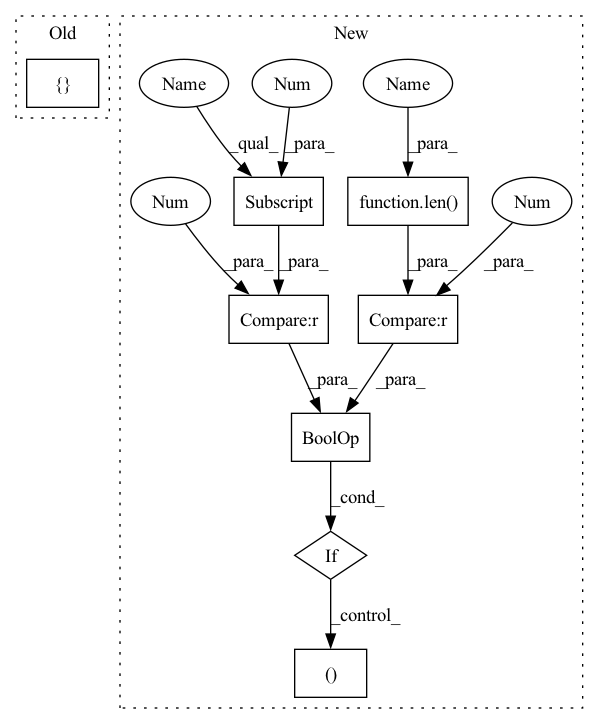 Old
New
{}
Name
Num
Name
_qual_
_para_
_para_
Num
Subscript
function.len()
Num
_para_
_para_
_para_
_para_
Compare:r
Compare:r
_para_
_para_
BoolOp
_cond_
If
_control_
()